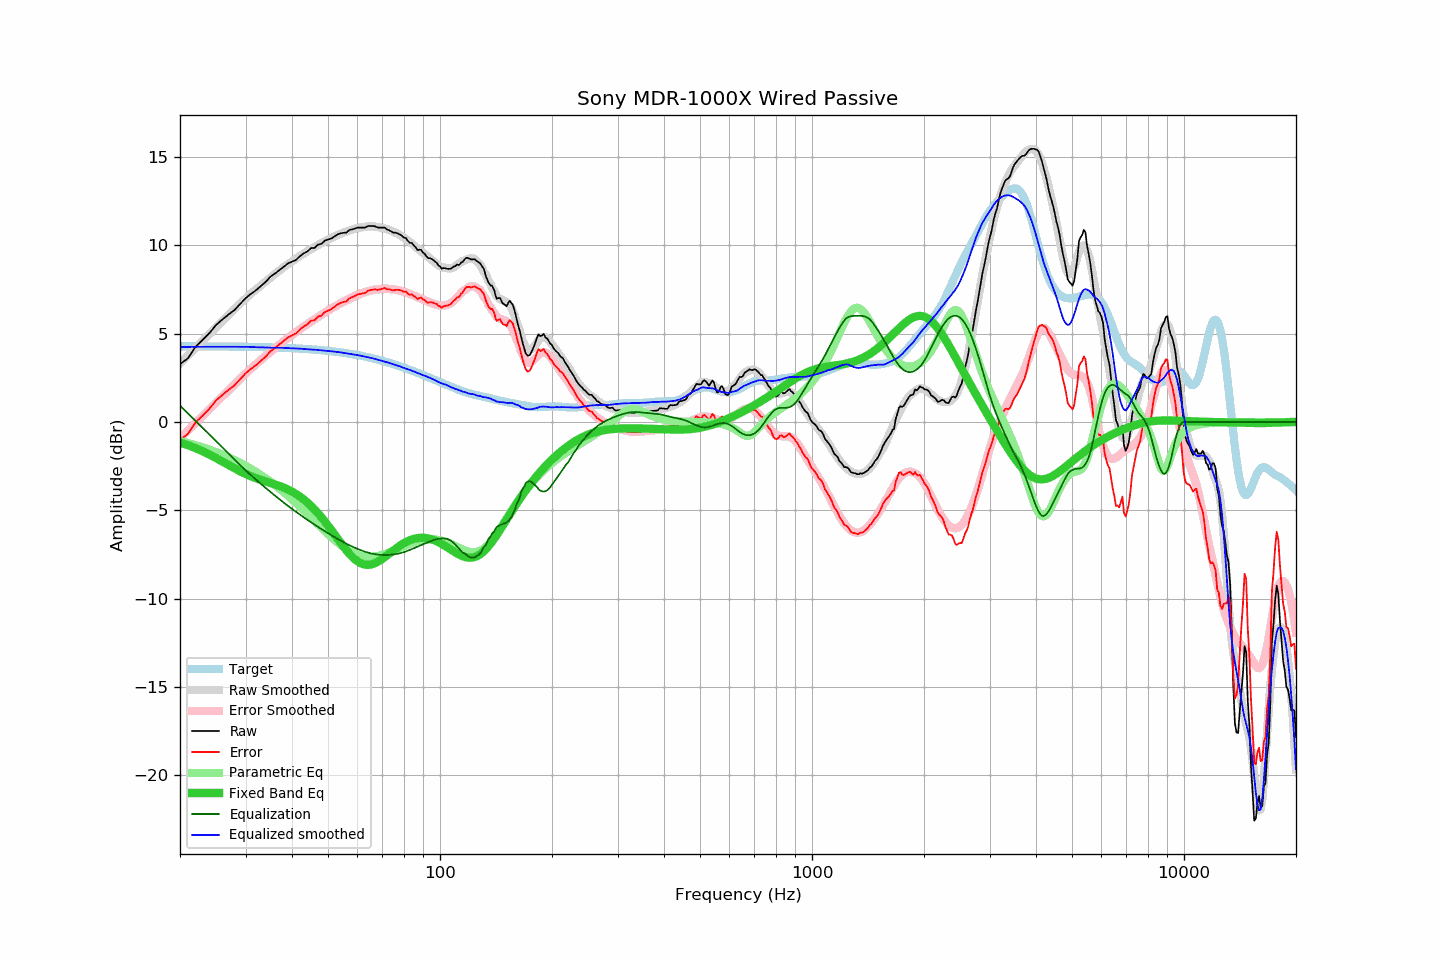 Sony MDR-1000X Wired Passive
Amplitude (dBr)
15
10
5
0
−5
−10
−15
−20
Target
Raw Smoothed
Error Smoothed
Raw
Error
Parametric Eq
Fixed Band Eq
Equalization
Equalized smoothed
100
1000
10000
Frequency (Hz)